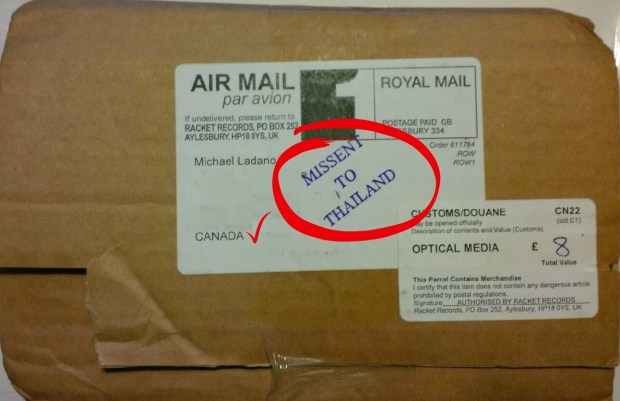 AIR MAIL
par avion
ROYAL MAIL
If undelivered, please return to
RACKET RECORDS, PO BOX 252
AYLESBURY, HP18 0YS, UK
POSTAGE PAID GB
SBURY 334
Order 611794
ROW
ROW1
Michael Ladano
MISSENT
TO
THAILAND
CANADA
CUSTOMS/DOUANE
CN22
(old C1)
be opened officially
Description of contents and Value (Customs)
OPTICAL MEDIA £ 8
Total Value
This Parcel Contains Merchandise
I certify that this item does not contain any dangerous article
prohibited by postal regulations.
Signature AUTHORISED BY RACKET RECORDS
Racket Records, PO Box 252, Aylesbury, HP18 0YS, UK